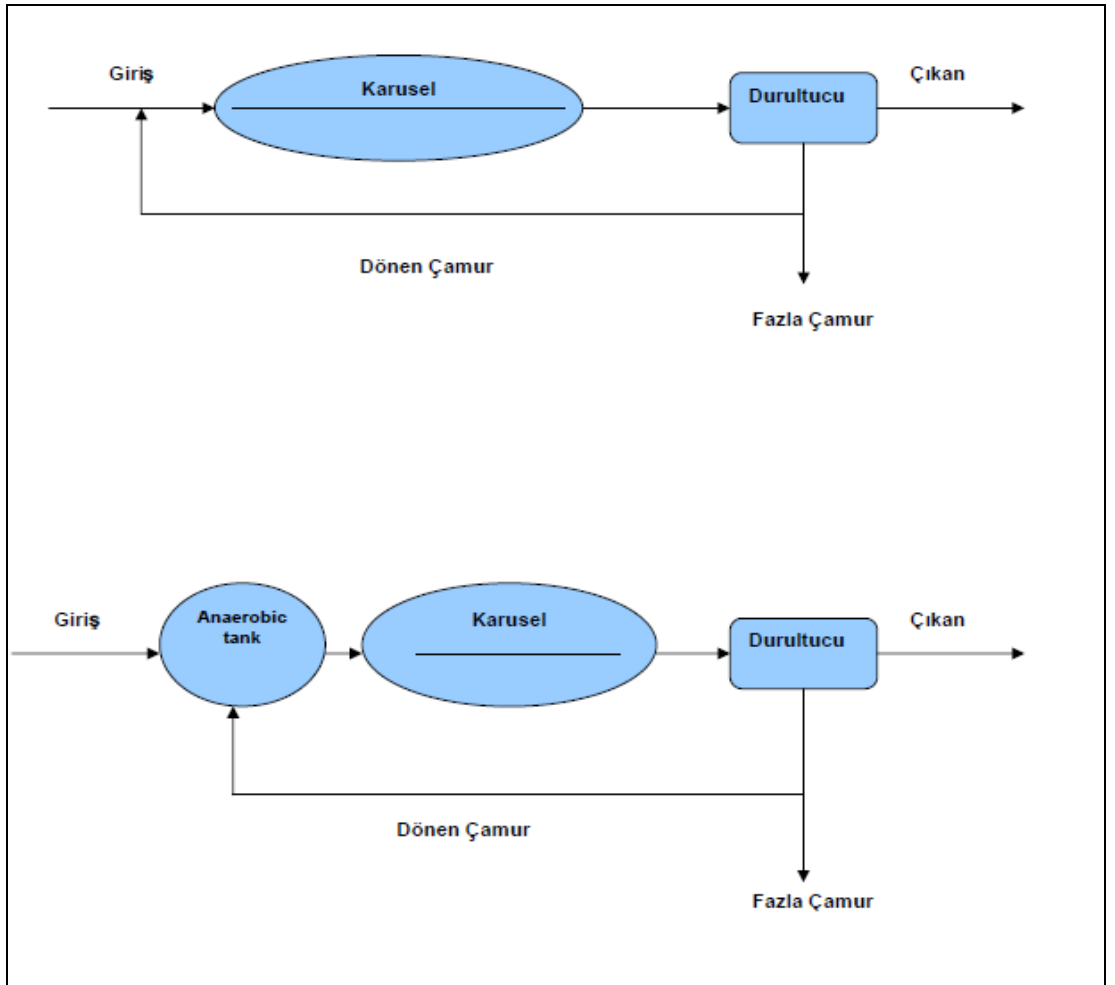 Giriş
Karusel
Durultucu
Çıkan
Dönen Çamur
Fazla Çamur
Giriş
Anaerobic
tank
Karusel
Durultucu
Çıkan
Dönen Çamur
Fazla Çamur